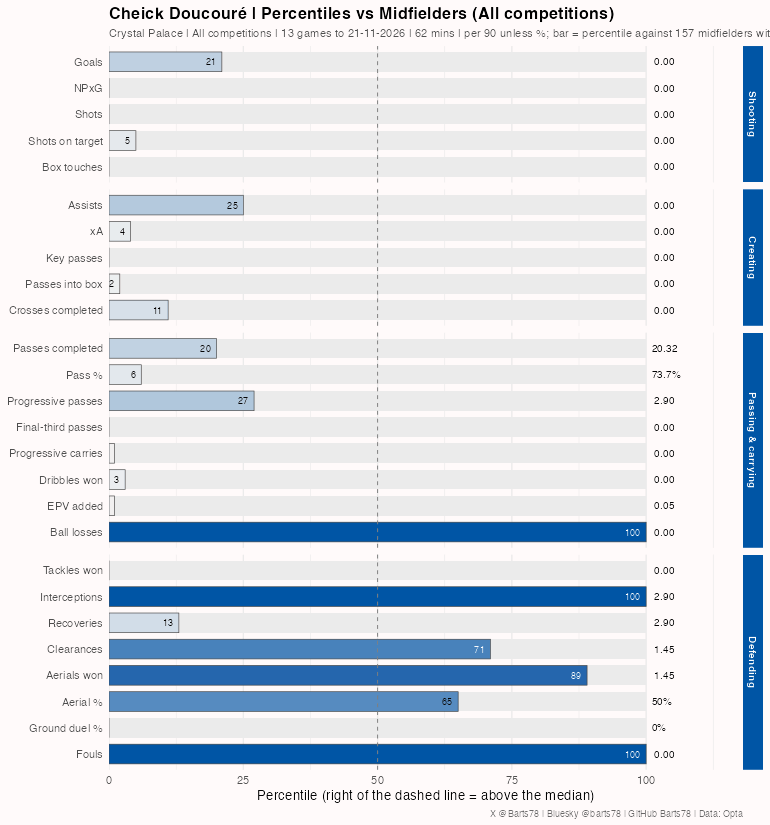 Cheick Doucouré | Percentiles vs Midfielders (All competitions)
Crystal Palace | All competitions | 13 games to 21-11-2026 | 62 mins | per 90 unless %; bar = percentile against 157 midfielders wit
Goals 21 0.00
NPxG 0.00
Shots 0.00
Shots on target 5 0.00
Box touches 0.00
Shooting
Assists 25 0.00
xA 4 0.00
Key passes 0.00
Passes into box 2 0.00
Crosses completed 11 0.00
Creating
Passes completed 20 20.32
Pass % 6 73.7%
Progressive passes 27 2.90
Final-third passes 0.00
Progressive carries 0.00
Dribbles won 3 0.00
EPV added 0.05
Ball losses 100 0.00
Passing & carrying
Tackles won 0.00
Interceptions 100 2.90
Recoveries 13 2.90
Clearances 71 1.45
Aerials won 89 1.45
Aerial % 65 50%
Ground duel % 0%
Fouls 100 0.00
Defending
0 25 50 75 100
Percentile (right of the dashed line = above the median)
X @Barts78 | Bluesky @barts78 | GitHub Barts78 | Data: Opta